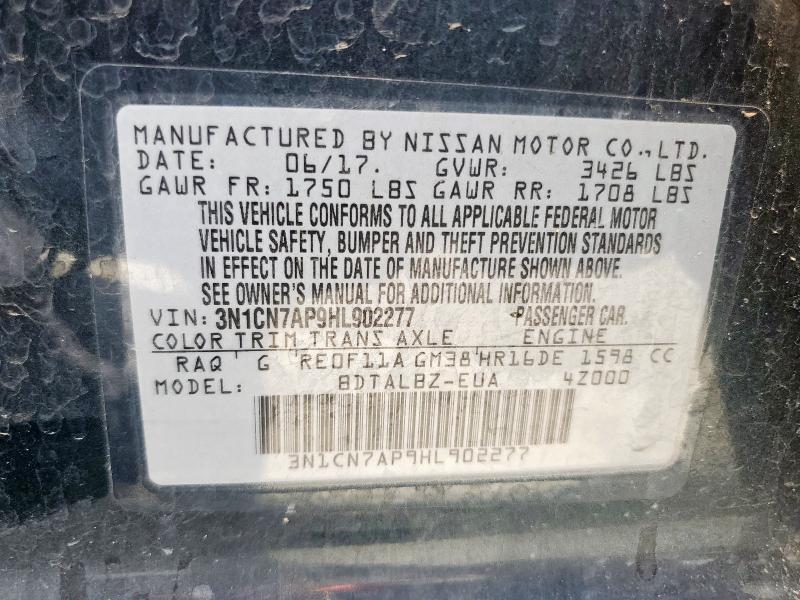 MANUFACTURED BY NISSAN MOTOR CO., LTD.
DATE: 06/17. GVWR: 3426 LBS
GAWR FR: 1750 LBS GAWR RR: 1708 LBS
THIS VEHICLE CONFORMS TO ALL APPLICABLE FEDERAL MOTOR
VEHICLE SAFETY, BUMPER AND THEFT PREVENTION STANDARDS
IN EFFECT ON THE DATE OF MANUFACTURE SHOWN ABOVE.
SEE OWNER'S MANUAL FOR ADDITIONAL INFORMATION.
VIN: 3N1CN7AP9HL902277 PASSENGER CAR.
COLOR TRIM TRANS AXLE ENGINE
RAQ G RE0F11A GM38 HR16DE 1598 CC
MODEL: BDTALBZ-EUA 4Z000
3N1CN7AP9HL902277